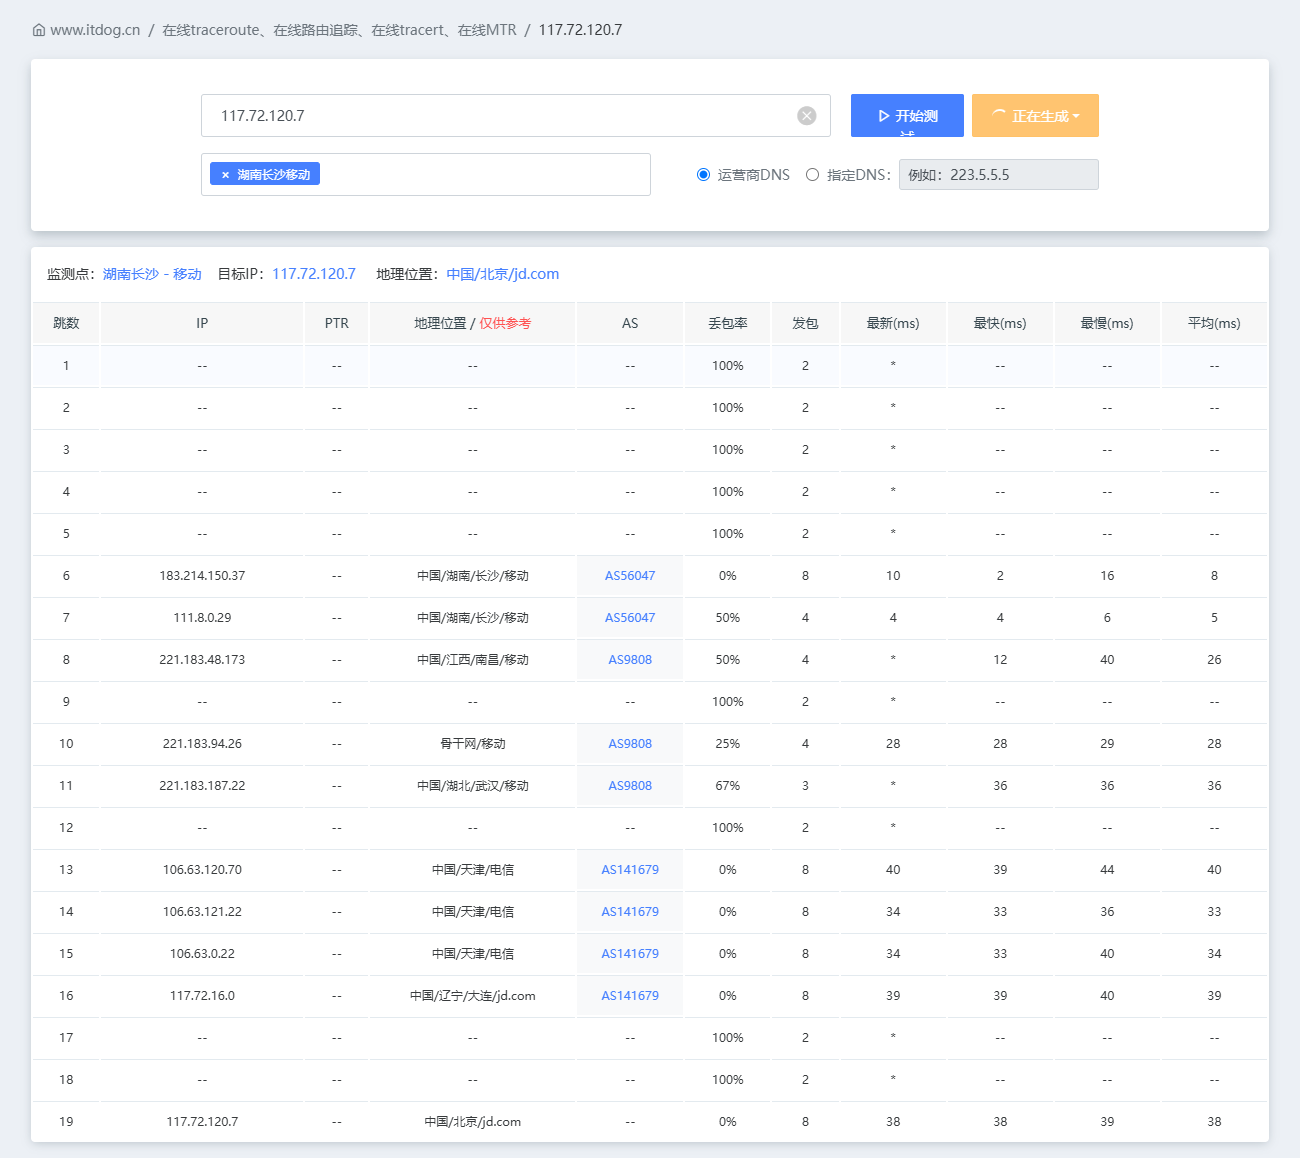 www.itdog.cn / 在线traceroute、在线路由追踪、在线tracert、在线MTR / 117.72.120.7
117.72.120.7 开始测试 正在生成
× 湖南长沙移动 运营商DNS 指定DNS： 例如：223.5.5.5
监测点：湖南长沙 - 移动 目标IP：117.72.120.7 地理位置：中国/北京/jd.com
跳数 IP PTR 地理位置 / 仅供参考 AS 丢包率 发包 最新(ms) 最快(ms) 最慢(ms) 平均(ms)
1 -- -- -- -- 100% 2 * -- -- --
2 -- -- -- -- 100% 2 * -- -- --
3 -- -- -- -- 100% 2 * -- -- --
4 -- -- -- -- 100% 2 * -- -- --
5 -- -- -- -- 100% 2 * -- -- --
6 183.214.150.37 -- 中国/湖南/长沙/移动 AS56047 0% 8 10 2 16 8
7 111.8.0.29 -- 中国/湖南/长沙/移动 AS56047 50% 4 4 4 6 5
8 221.183.48.173 -- 中国/江西/南昌/移动 AS9808 50% 4 * 12 40 26
9 -- -- -- -- 100% 2 * -- -- --
10 221.183.94.26 -- 骨干网/移动 AS9808 25% 4 28 28 29 28
11 221.183.187.22 -- 中国/湖北/武汉/移动 AS9808 67% 3 * 36 36 36
12 -- -- -- -- 100% 2 * -- -- --
13 106.63.120.70 -- 中国/天津/电信 AS141679 0% 8 40 39 44 40
14 106.63.121.22 -- 中国/天津/电信 AS141679 0% 8 34 33 36 33
15 106.63.0.22 -- 中国/天津/电信 AS141679 0% 8 34 33 40 34
16 117.72.16.0 -- 中国/辽宁/大连/jd.com AS141679 0% 8 39 39 40 39
17 -- -- -- -- 100% 2 * -- -- --
18 -- -- -- -- 100% 2 * -- -- --
19 117.72.120.7 -- 中国/北京/jd.com -- 0% 8 38 38 39 38